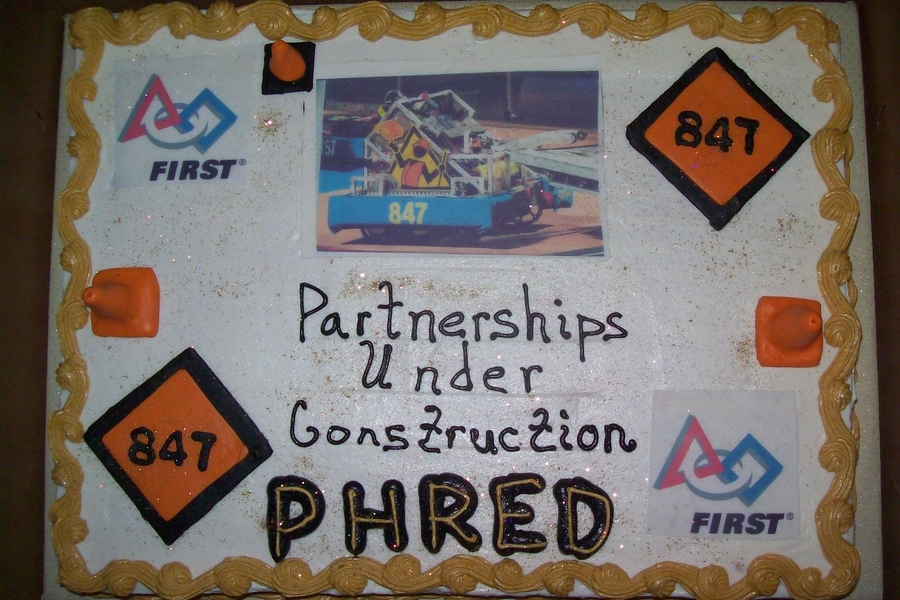 FIRST®
847
847
Partnerships
Under
Construction
847
PHRED
FIRST®